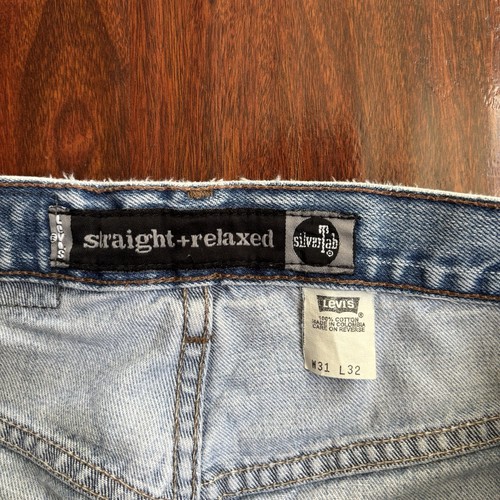 Levi's
straight+relaxed
silverTab
®
Levi's
®
100% COTTON
MADE IN COLOMBIA
CARE ON REVERSE
W31 L32